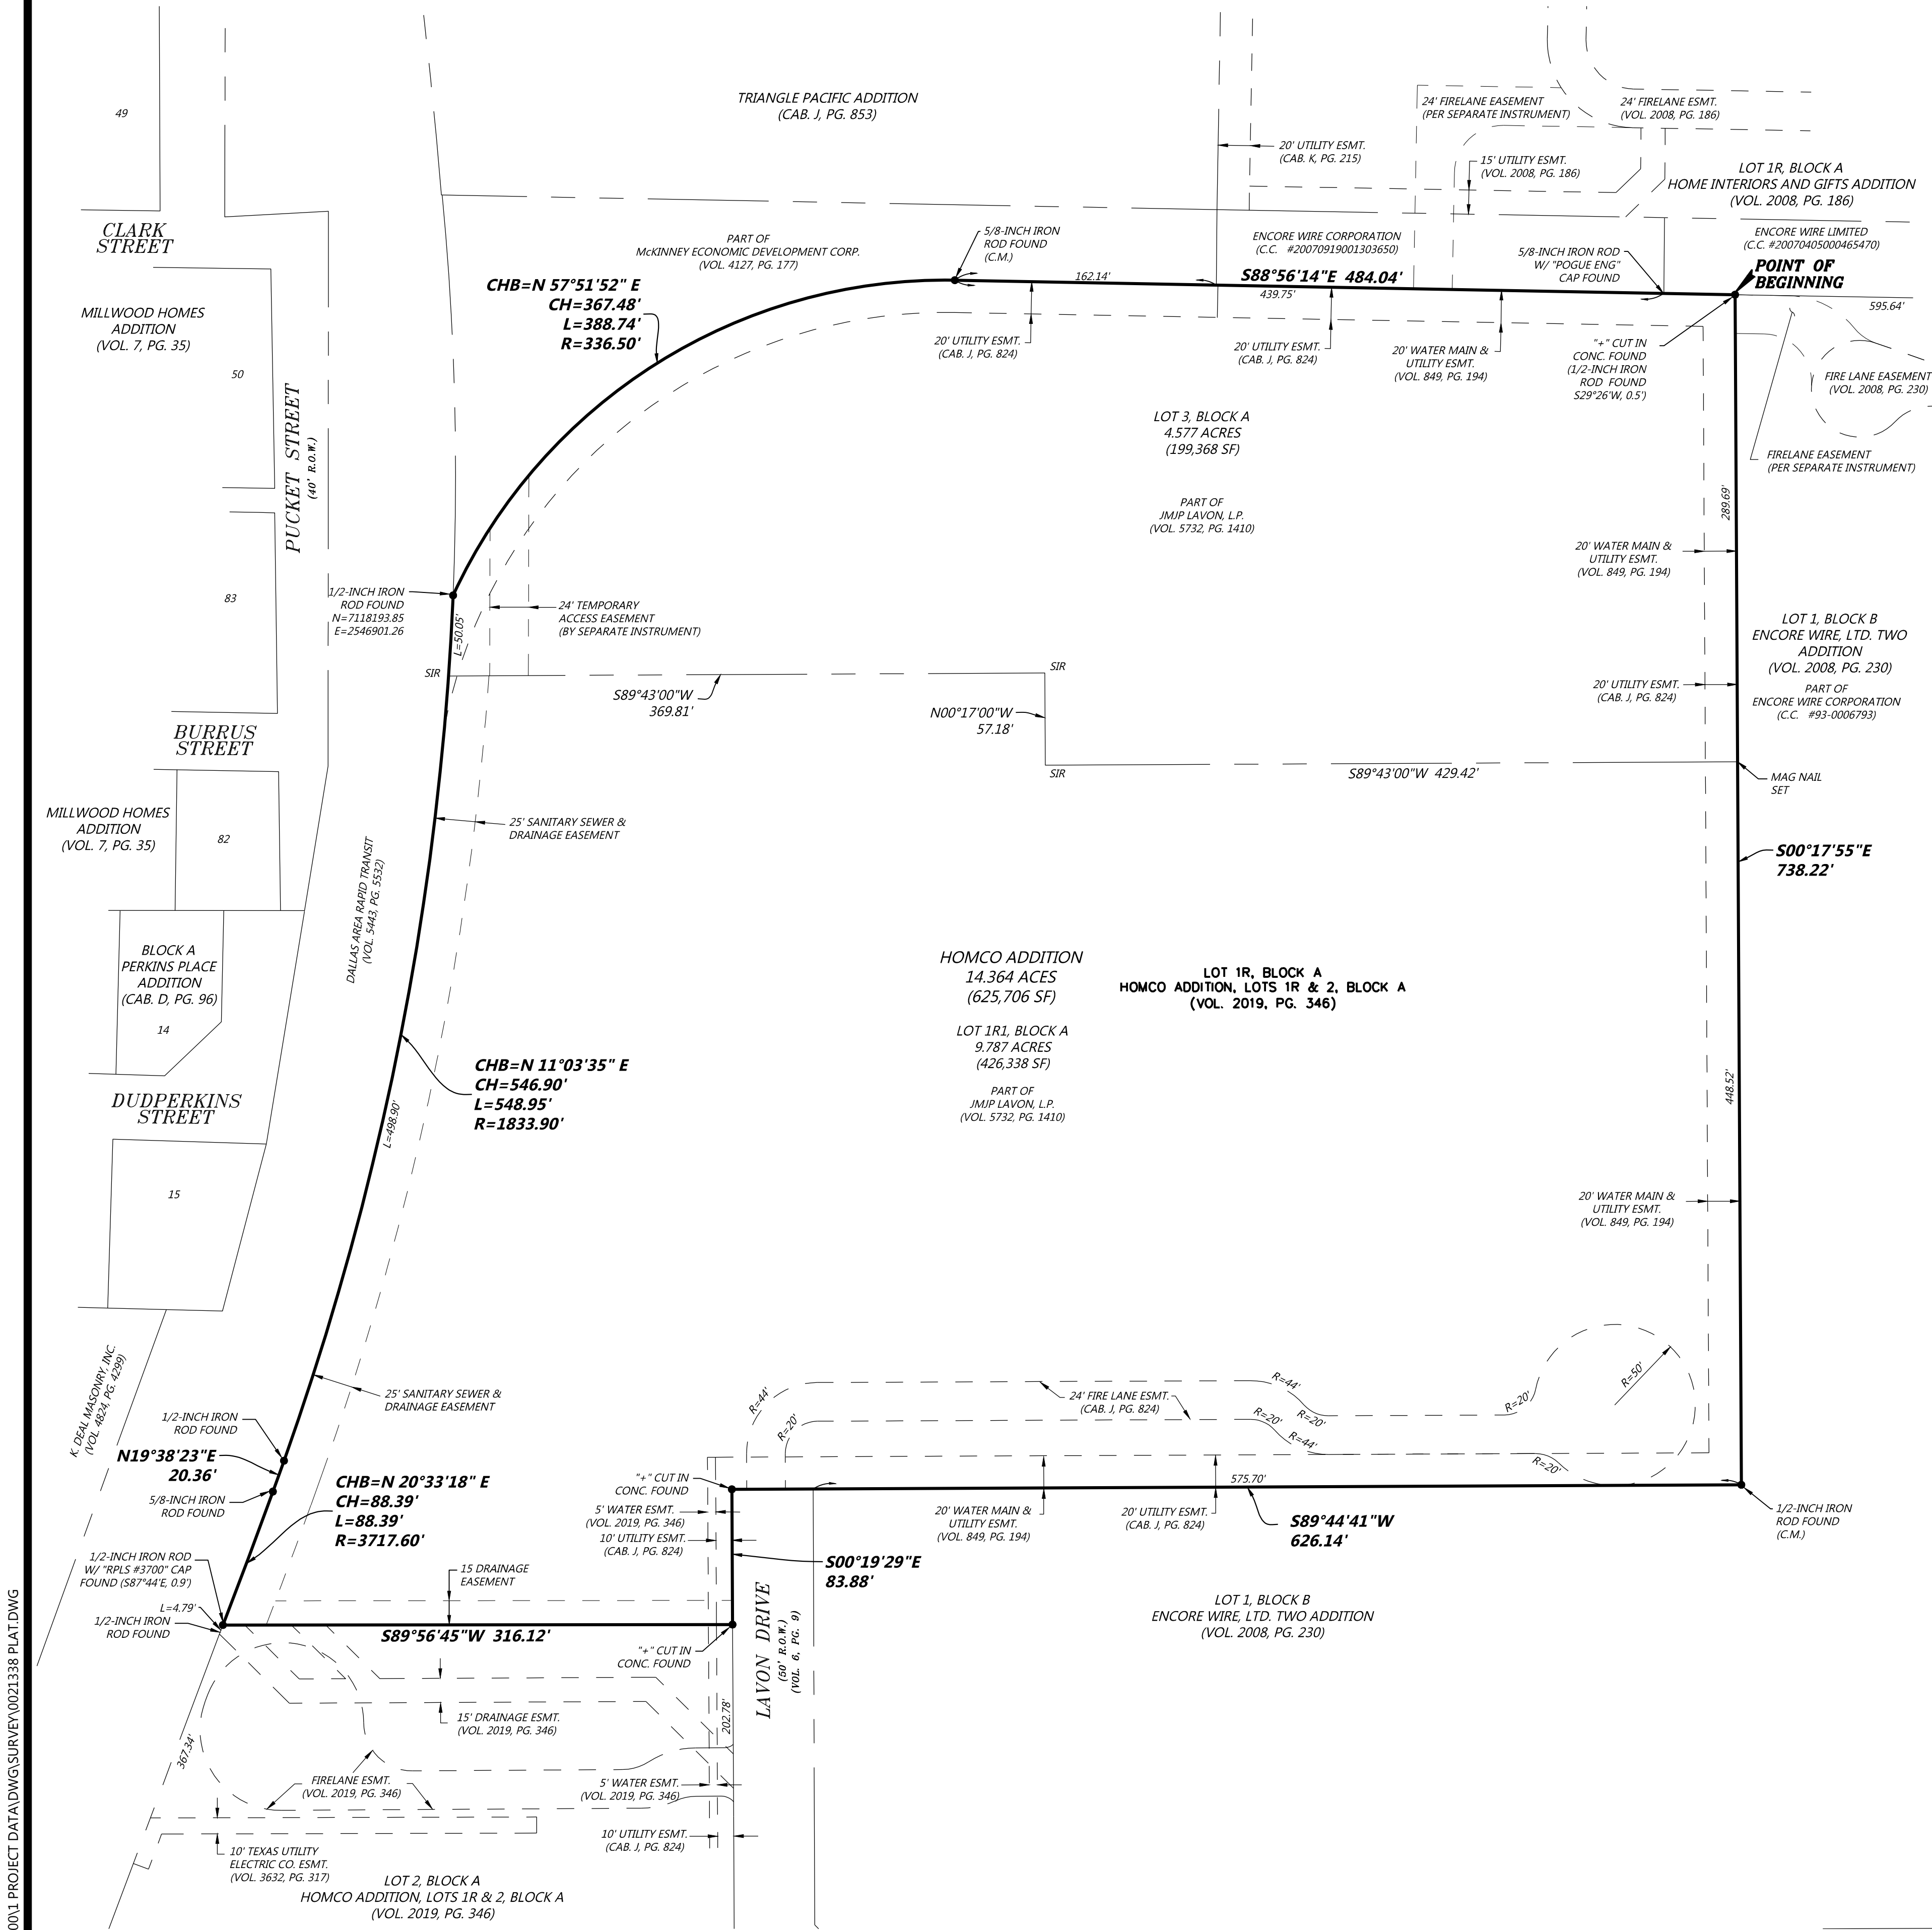 49
TRIANGLE PACIFIC ADDITION
(CAB. J, PG. 853)
24' FIRELANE EASEMENT
(PER SEPARATE INSTRUMENT)
24' FIRELANE ESMT.
(VOL. 2008, PG. 186)
20' UTILITY ESMT.
(CAB. K, PG. 215)
15' UTILITY ESMT.
(VOL. 2008, PG. 186)
LOT 1R, BLOCK A
HOME INTERIORS AND GIFTS ADDITION
(VOL. 2008, PG. 186)
CLARK
STREET
PART OF
McKINNEY ECONOMIC DEVELOPMENT CORP.
(VOL. 4127, PG. 177)
5/8-INCH IRON
ROD FOUND
(C.M.)
ENCORE WIRE CORPORATION
(C.C. #20070919001303650)
5/8-INCH IRON ROD
W/ "POGUE ENG"
CAP FOUND
ENCORE WIRE LIMITED
(C.C. #20070405000465470)
POINT OF
BEGINNING
595.64'
162.14'
S88°56'14"E 484.04'
439.75'
CHB=N 57°51'52" E
CH=367.48'
L=388.74'
R=336.50'
MILLWOOD HOMES
ADDITION
(VOL. 7, PG. 35)
50
20' UTILITY ESMT.
(CAB. J, PG. 824)
20' UTILITY ESMT.
(CAB. J, PG. 824)
20' WATER MAIN &
UTILITY ESMT.
(VOL. 849, PG. 194)
"+" CUT IN
CONC. FOUND
(1/2-INCH IRON
ROD FOUND
S29°26'W, 0.5')
FIRE LANE EASEMENT
(VOL. 2008, PG. 230)
FIRELANE EASEMENT
(PER SEPARATE INSTRUMENT)
PUCKET STREET
(40' R.O.W.)
LOT 3, BLOCK A
4.577 ACRES
(199,368 SF)
PART OF
JMJP LAVON, L.P.
(VOL. 5732, PG. 1410)
289.69'
20' WATER MAIN &
UTILITY ESMT.
(VOL. 849, PG. 194)
83
1/2-INCH IRON
ROD FOUND
N=7118193.85
E=2546901.26
L=50.05'
24' TEMPORARY
ACCESS EASEMENT
(BY SEPARATE INSTRUMENT)
LOT 1, BLOCK B
ENCORE WIRE, LTD. TWO
ADDITION
(VOL. 2008, PG. 230)
PART OF
ENCORE WIRE CORPORATION
(C.C. #93-0006793)
SIR
SIR
S89°43'00"W
369.81'
N00°17'00"W
57.18'
20' UTILITY ESMT.
(CAB. J, PG. 824)
BURRUS
STREET
SIR
S89°43'00"W 429.42'
MAG NAIL
SET
MILLWOOD HOMES
ADDITION
(VOL. 7, PG. 35)
82
25' SANITARY SEWER &
DRAINAGE EASEMENT
S00°17'55"E
738.22'
DALLAS AREA RAPID TRANSIT
(VOL. 5443, PG. 5532)
BLOCK A
PERKINS PLACE
ADDITION
(CAB. D, PG. 96)
14
HOMCO ADDITION
14.364 ACES
(625,706 SF)
LOT 1R, BLOCK A
HOMCO ADDITION, LOTS 1R & 2, BLOCK A
(VOL. 2019, PG. 346)
LOT 1R1, BLOCK A
9.787 ACRES
(426,338 SF)
PART OF
JMJP LAVON, L.P.
(VOL. 5732, PG. 1410)
CHB=N 11°03'35" E
CH=546.90'
L=548.95'
R=1833.90'
L=498.90'
448.52'
DUDPERKINS
STREET
15
20' WATER MAIN &
UTILITY ESMT.
(VOL. 849, PG. 194)
K. DEAL MASONRY, INC.
(VOL. 4824, PG. 4299)
25' SANITARY SEWER &
DRAINAGE EASEMENT
R=44'
R=20'
24' FIRE LANE ESMT.
(CAB. J, PG. 824)
R=44'
R=20'
R=20'
R=44'
R=20'
R=50'
R=20'
1/2-INCH IRON
ROD FOUND
N19°38'23"E
20.36'
5/8-INCH IRON
ROD FOUND
CHB=N 20°33'18" E
CH=88.39'
L=88.39'
R=3717.60'
"+" CUT IN
CONC. FOUND
5' WATER ESMT.
(VOL. 2019, PG. 346)
10' UTILITY ESMT.
(CAB. J, PG. 824)
575.70'
20' WATER MAIN &
UTILITY ESMT.
(VOL. 849, PG. 194)
20' UTILITY ESMT.
(CAB. J, PG. 824)
S89°44'41"W
626.14'
1/2-INCH IRON
ROD FOUND
(C.M.)
1/2-INCH IRON ROD
W/ "RPLS #3700" CAP
FOUND (S87°44'E, 0.9')
L=4.79'
1/2-INCH IRON
ROD FOUND
15 DRAINAGE
EASEMENT
S00°19'29"E
83.88'
S89°56'45"W 316.12'
"+" CUT IN
CONC. FOUND
LAVON DRIVE
(50' R.O.W.)
(VOL. 6, PG. 9)
LOT 1, BLOCK B
ENCORE WIRE, LTD. TWO ADDITION
(VOL. 2008, PG. 230)
202.78'
367.34'
15' DRAINAGE ESMT.
(VOL. 2019, PG. 346)
FIRELANE ESMT.
(VOL. 2019, PG. 346)
5' WATER ESMT.
(VOL. 2019, PG. 346)
10' UTILITY ESMT.
(CAB. J, PG. 824)
10' TEXAS UTILITY
ELECTRIC CO. ESMT.
(VOL. 3632, PG. 317)
LOT 2, BLOCK A
HOMCO ADDITION, LOTS 1R & 2, BLOCK A
(VOL. 2019, PG. 346)
00\1 PROJECT DATA\DWG\SURVEY\0021338 PLAT.DWG